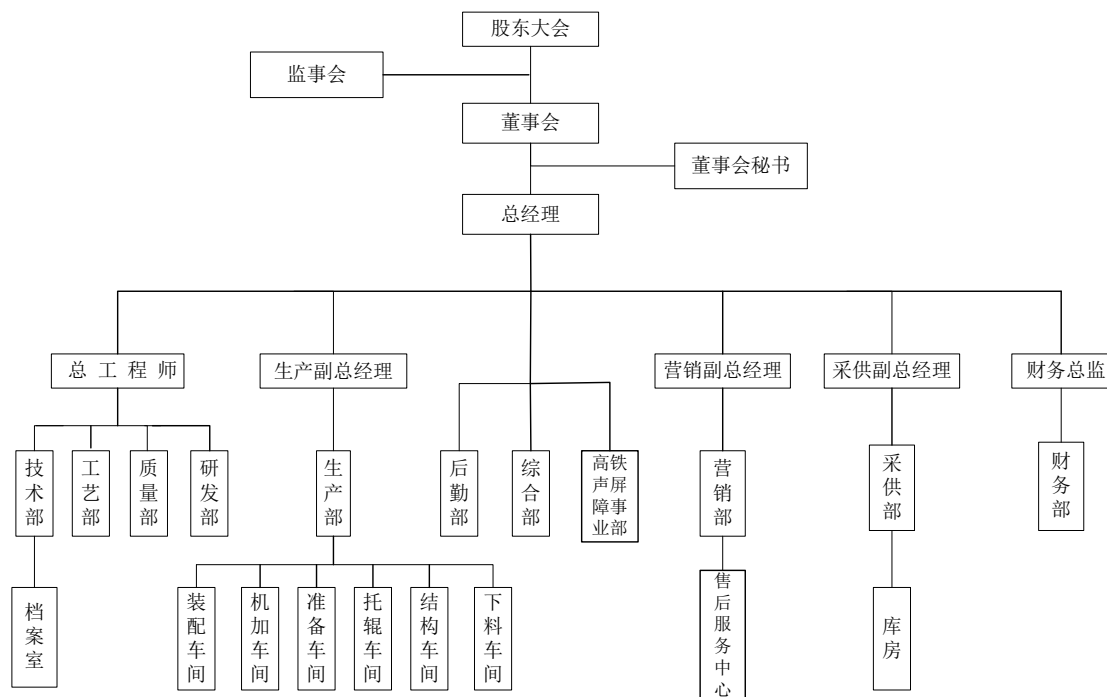 股东大会
监事会
董事会
董事会秘书
总经理
总工程师
生产副总经理
营销副总经理
采供副总经理
财务总监
技术部
工艺部
质量部
研发部
生产部
后勤部
综合部
高铁声屏障事业部
营销部
采供部
财务部
档案室
装配车间
机加车间
准备车间
托辊车间
结构车间
下料车间
售后服务中心
库房